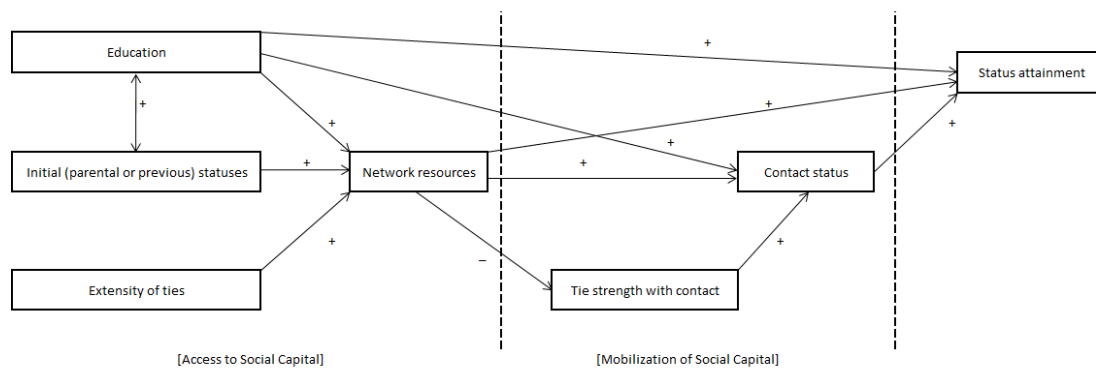 Education
+
Status attainment
+
+
+
+
+
Initial (parental or previous) statuses
+
Network resources
+
Contact status
+
+
–
Extensity of ties
Tie strength with contact
[Access to Social Capital]
[Mobilization of Social Capital]